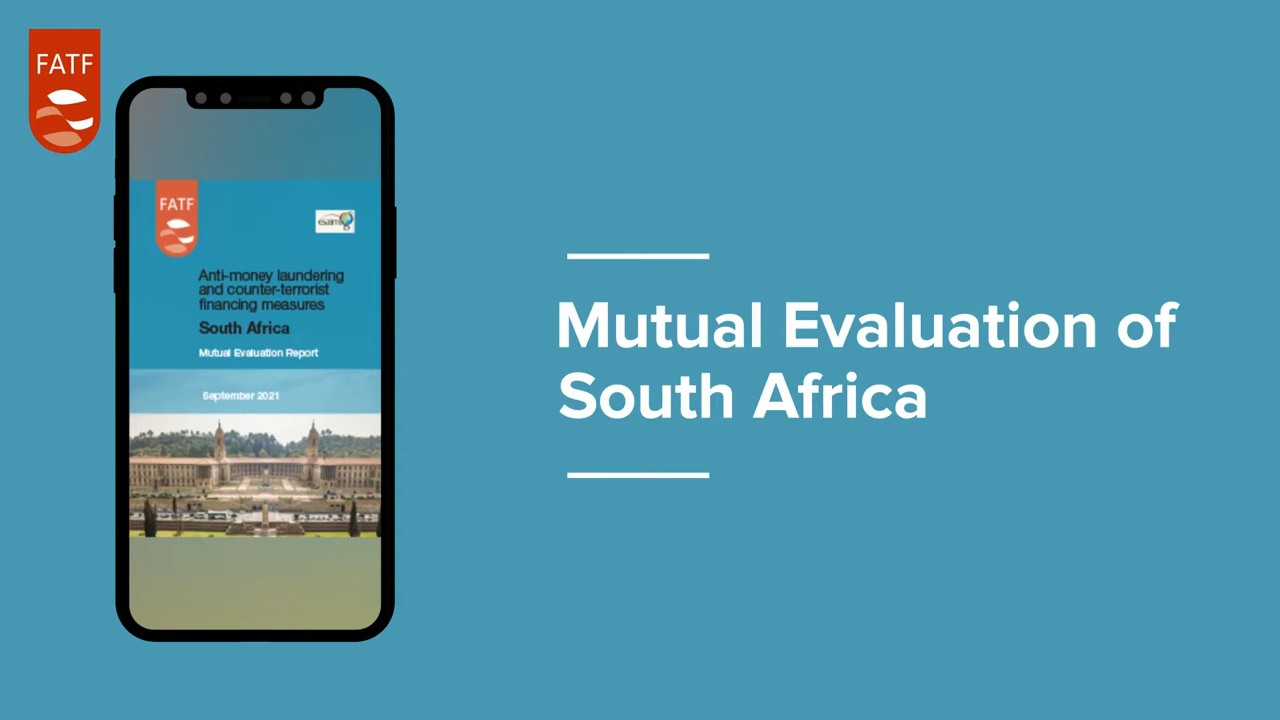 FATF
FATF
esaamlg
Anti-money laundering
and counter-terrorist
financing measures
South Africa
Mutual Evaluation Report
September 2021
Mutual Evaluation of
South Africa